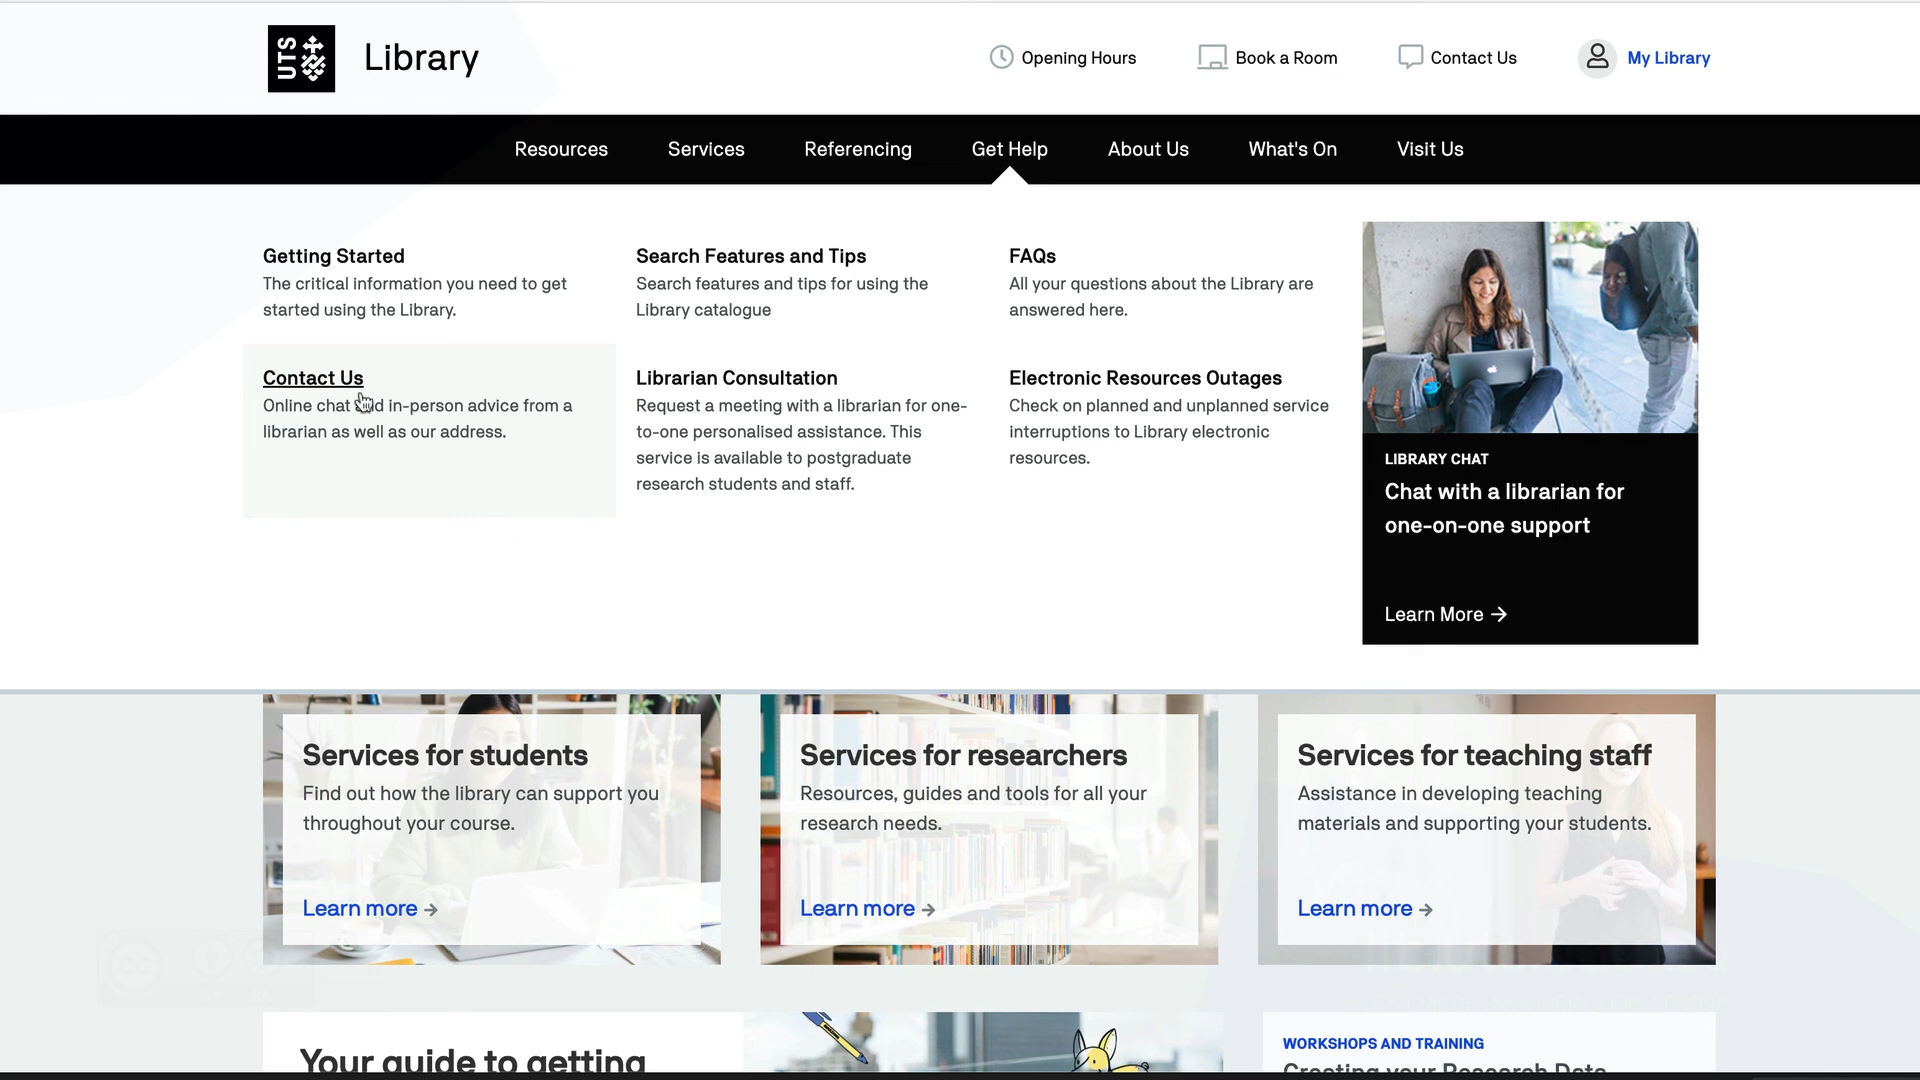 UTS
Library
Opening Hours
Book a Room
Contact Us
My Library
Resources
Services
Referencing
Get Help
About Us
What's On
Visit Us
Getting Started
The critical information you need to get
started using the Library.
Search Features and Tips
Search features and tips for using the
Library catalogue
FAQs
All your questions about the Library are
answered here.
Contact Us
Online chat and in-person advice from a
librarian as well as our address.
Librarian Consultation
Request a meeting with a librarian for one-
to-one personalised assistance. This
service is available to postgraduate
research students and staff.
Electronic Resources Outages
Check on planned and unplanned service
interruptions to Library electronic
resources.
LIBRARY CHAT
Chat with a librarian for
one-on-one support
Learn More
Services for students
Find out how the library can support you
throughout your course.
Learn more
Services for researchers
Resources, guides and tools for all your
research needs.
Learn more
Services for teaching staff
Assistance in developing teaching
materials and supporting your students.
Learn more
Your guide to getting
WORKSHOPS AND TRAINING
Creating your Research Data